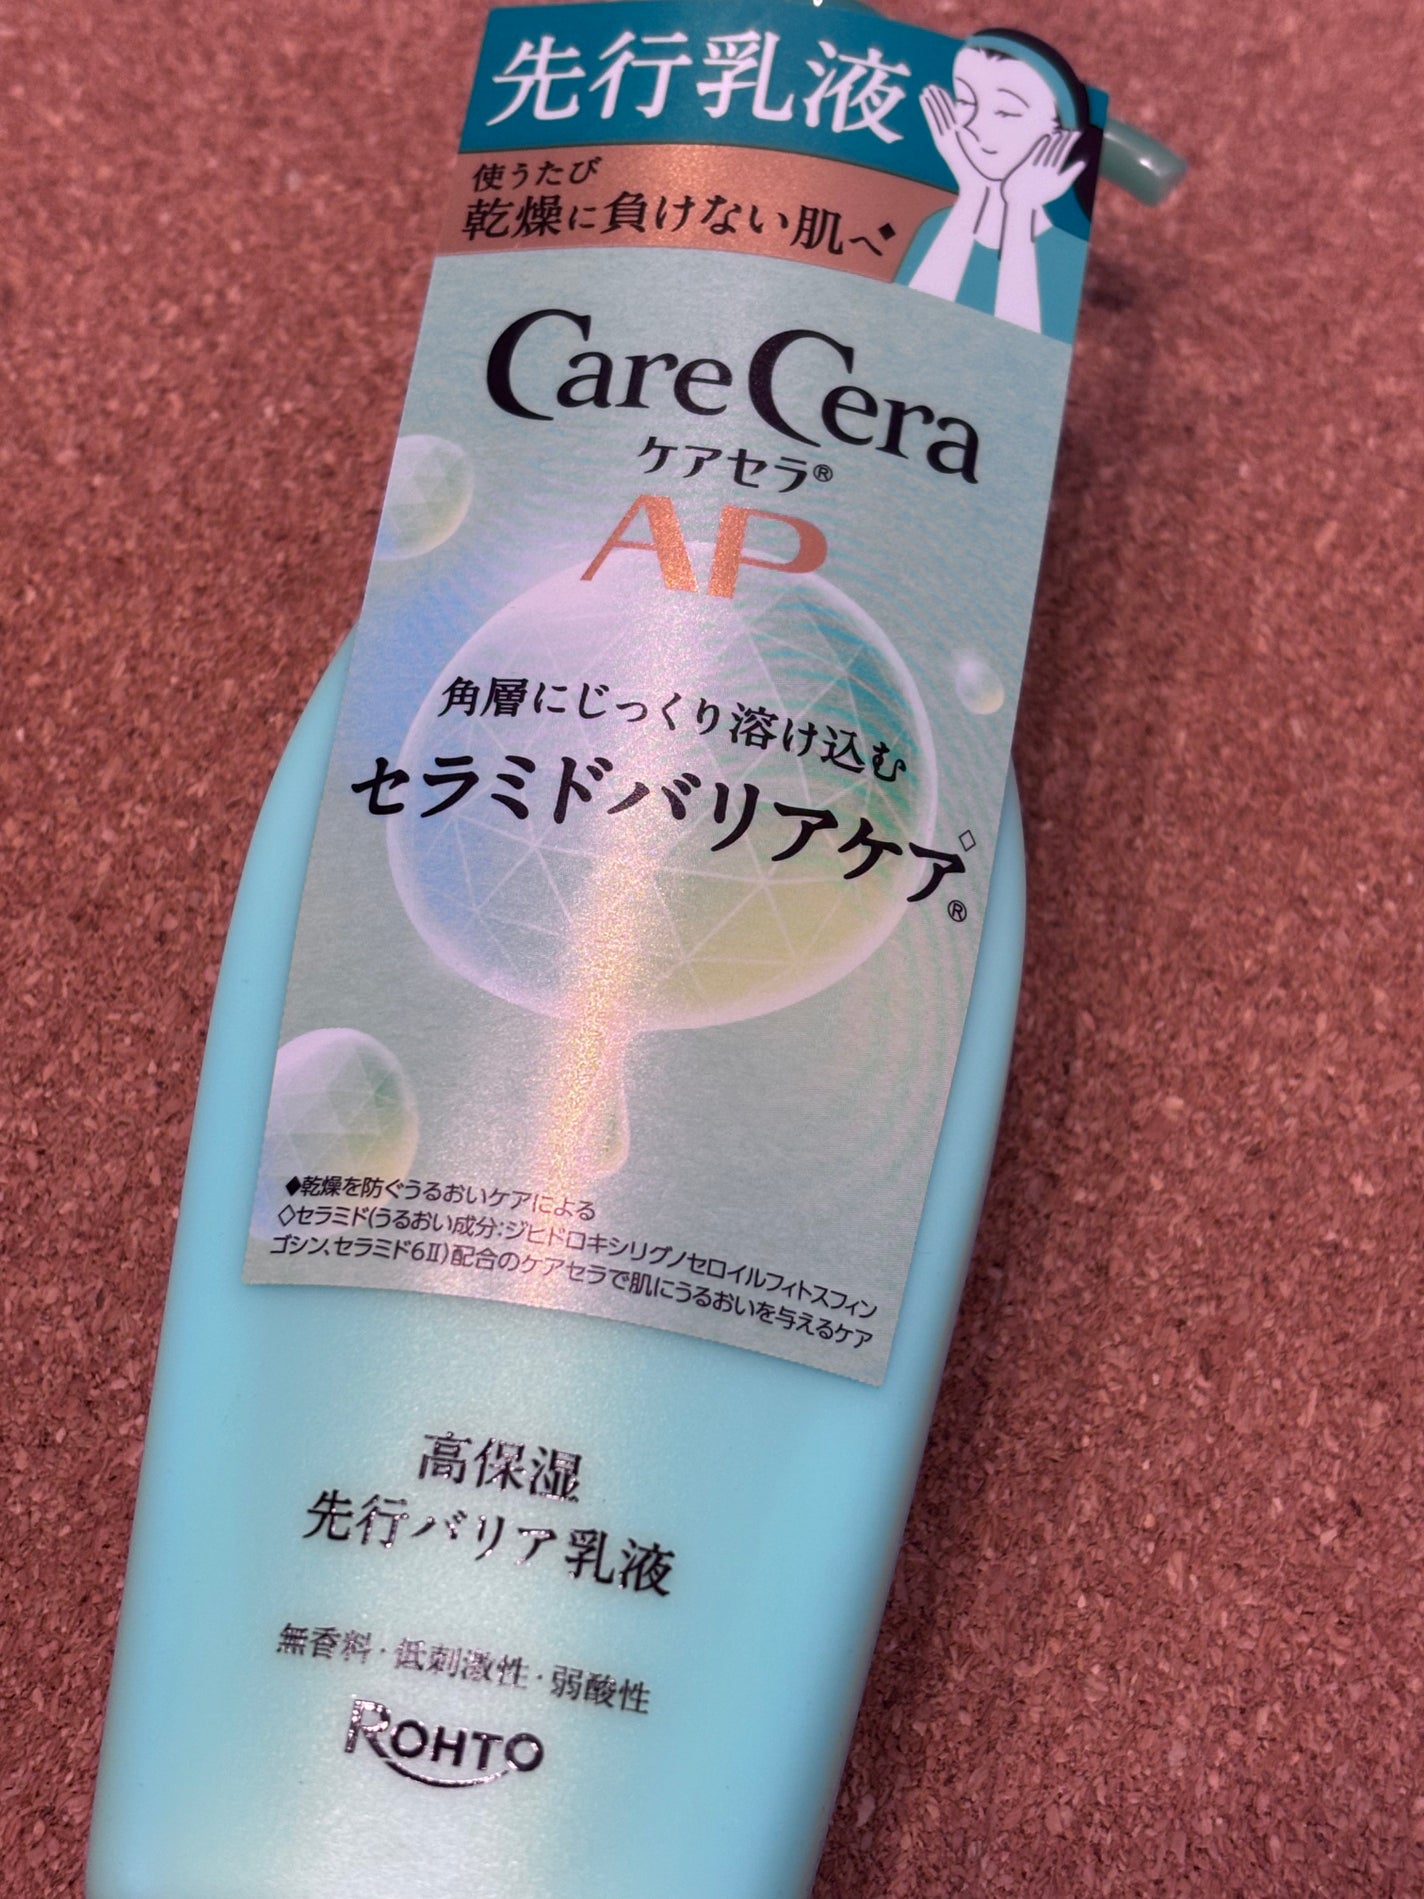 先行乳液
使うたび
乾燥に負けない肌へ◆
CareCera
ケアセラ®
AP
角層にじっくり溶け込む
セラミドバリアケア◇®
◆乾燥を防ぐうるおいケアによる
◇セラミド(うるおい成分:ジヒドロキシリグノセロイルフィトスフィン
ゴシン、セラミド6Ⅱ)配合のケアセラで肌にうるおいを与えるケア
高保湿
先行バリア乳液
無香料・低刺激性・弱酸性
ROHTO